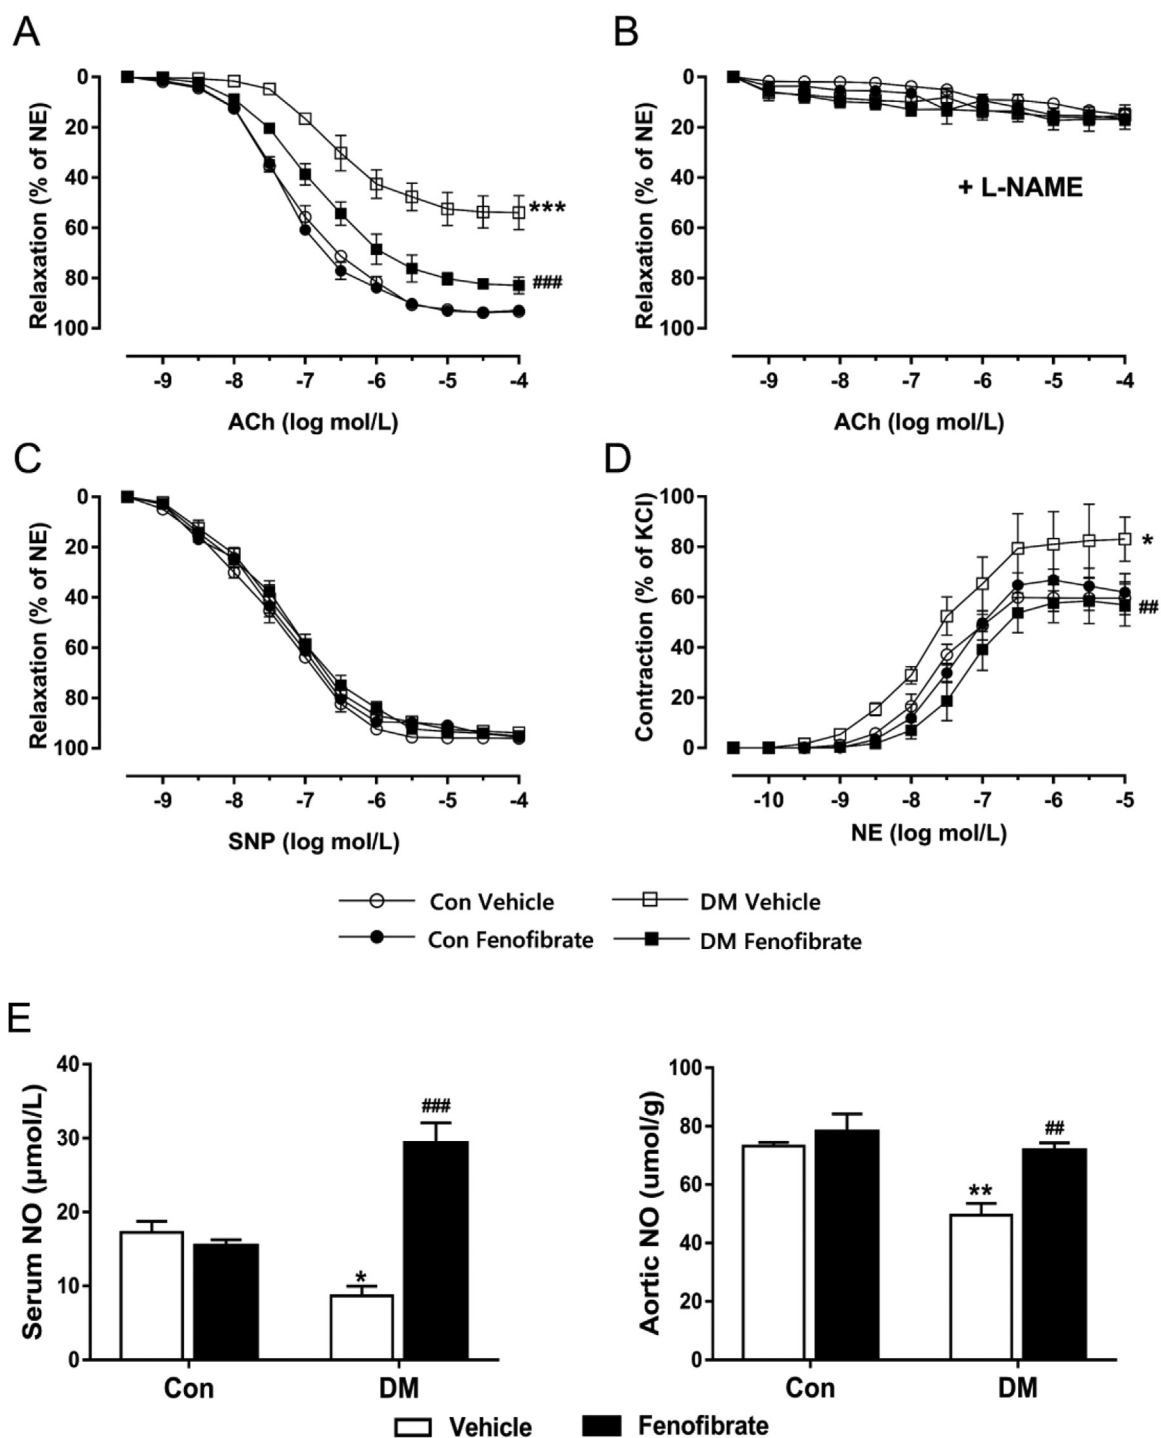 A
0
20
40
60
80
100
Relaxation (% of NE)
***
###
-9 -8 -7 -6 -5 -4
ACh (log mol/L)
B
0
20
40
60
80
100
Relaxation (% of NE)
+ L-NAME
-9 -8 -7 -6 -5 -4
ACh (log mol/L)
C
0
20
40
60
80
100
Relaxation (% of NE)
-9 -8 -7 -6 -5 -4
SNP (log mol/L)
D
100
80
60
40
20
0
Contraction (% of KCl)
*
##
-10 -9 -8 -7 -6 -5
NE (log mol/L)
Con Vehicle
DM Vehicle
Con Fenofibrate
DM Fenofibrate
E
40
30
20
10
0
Serum NO (μmol/L)
*
###
Con DM
100
80
60
40
20
0
Aortic NO (umol/g)
**
##
Con DM
Vehicle Fenofibrate